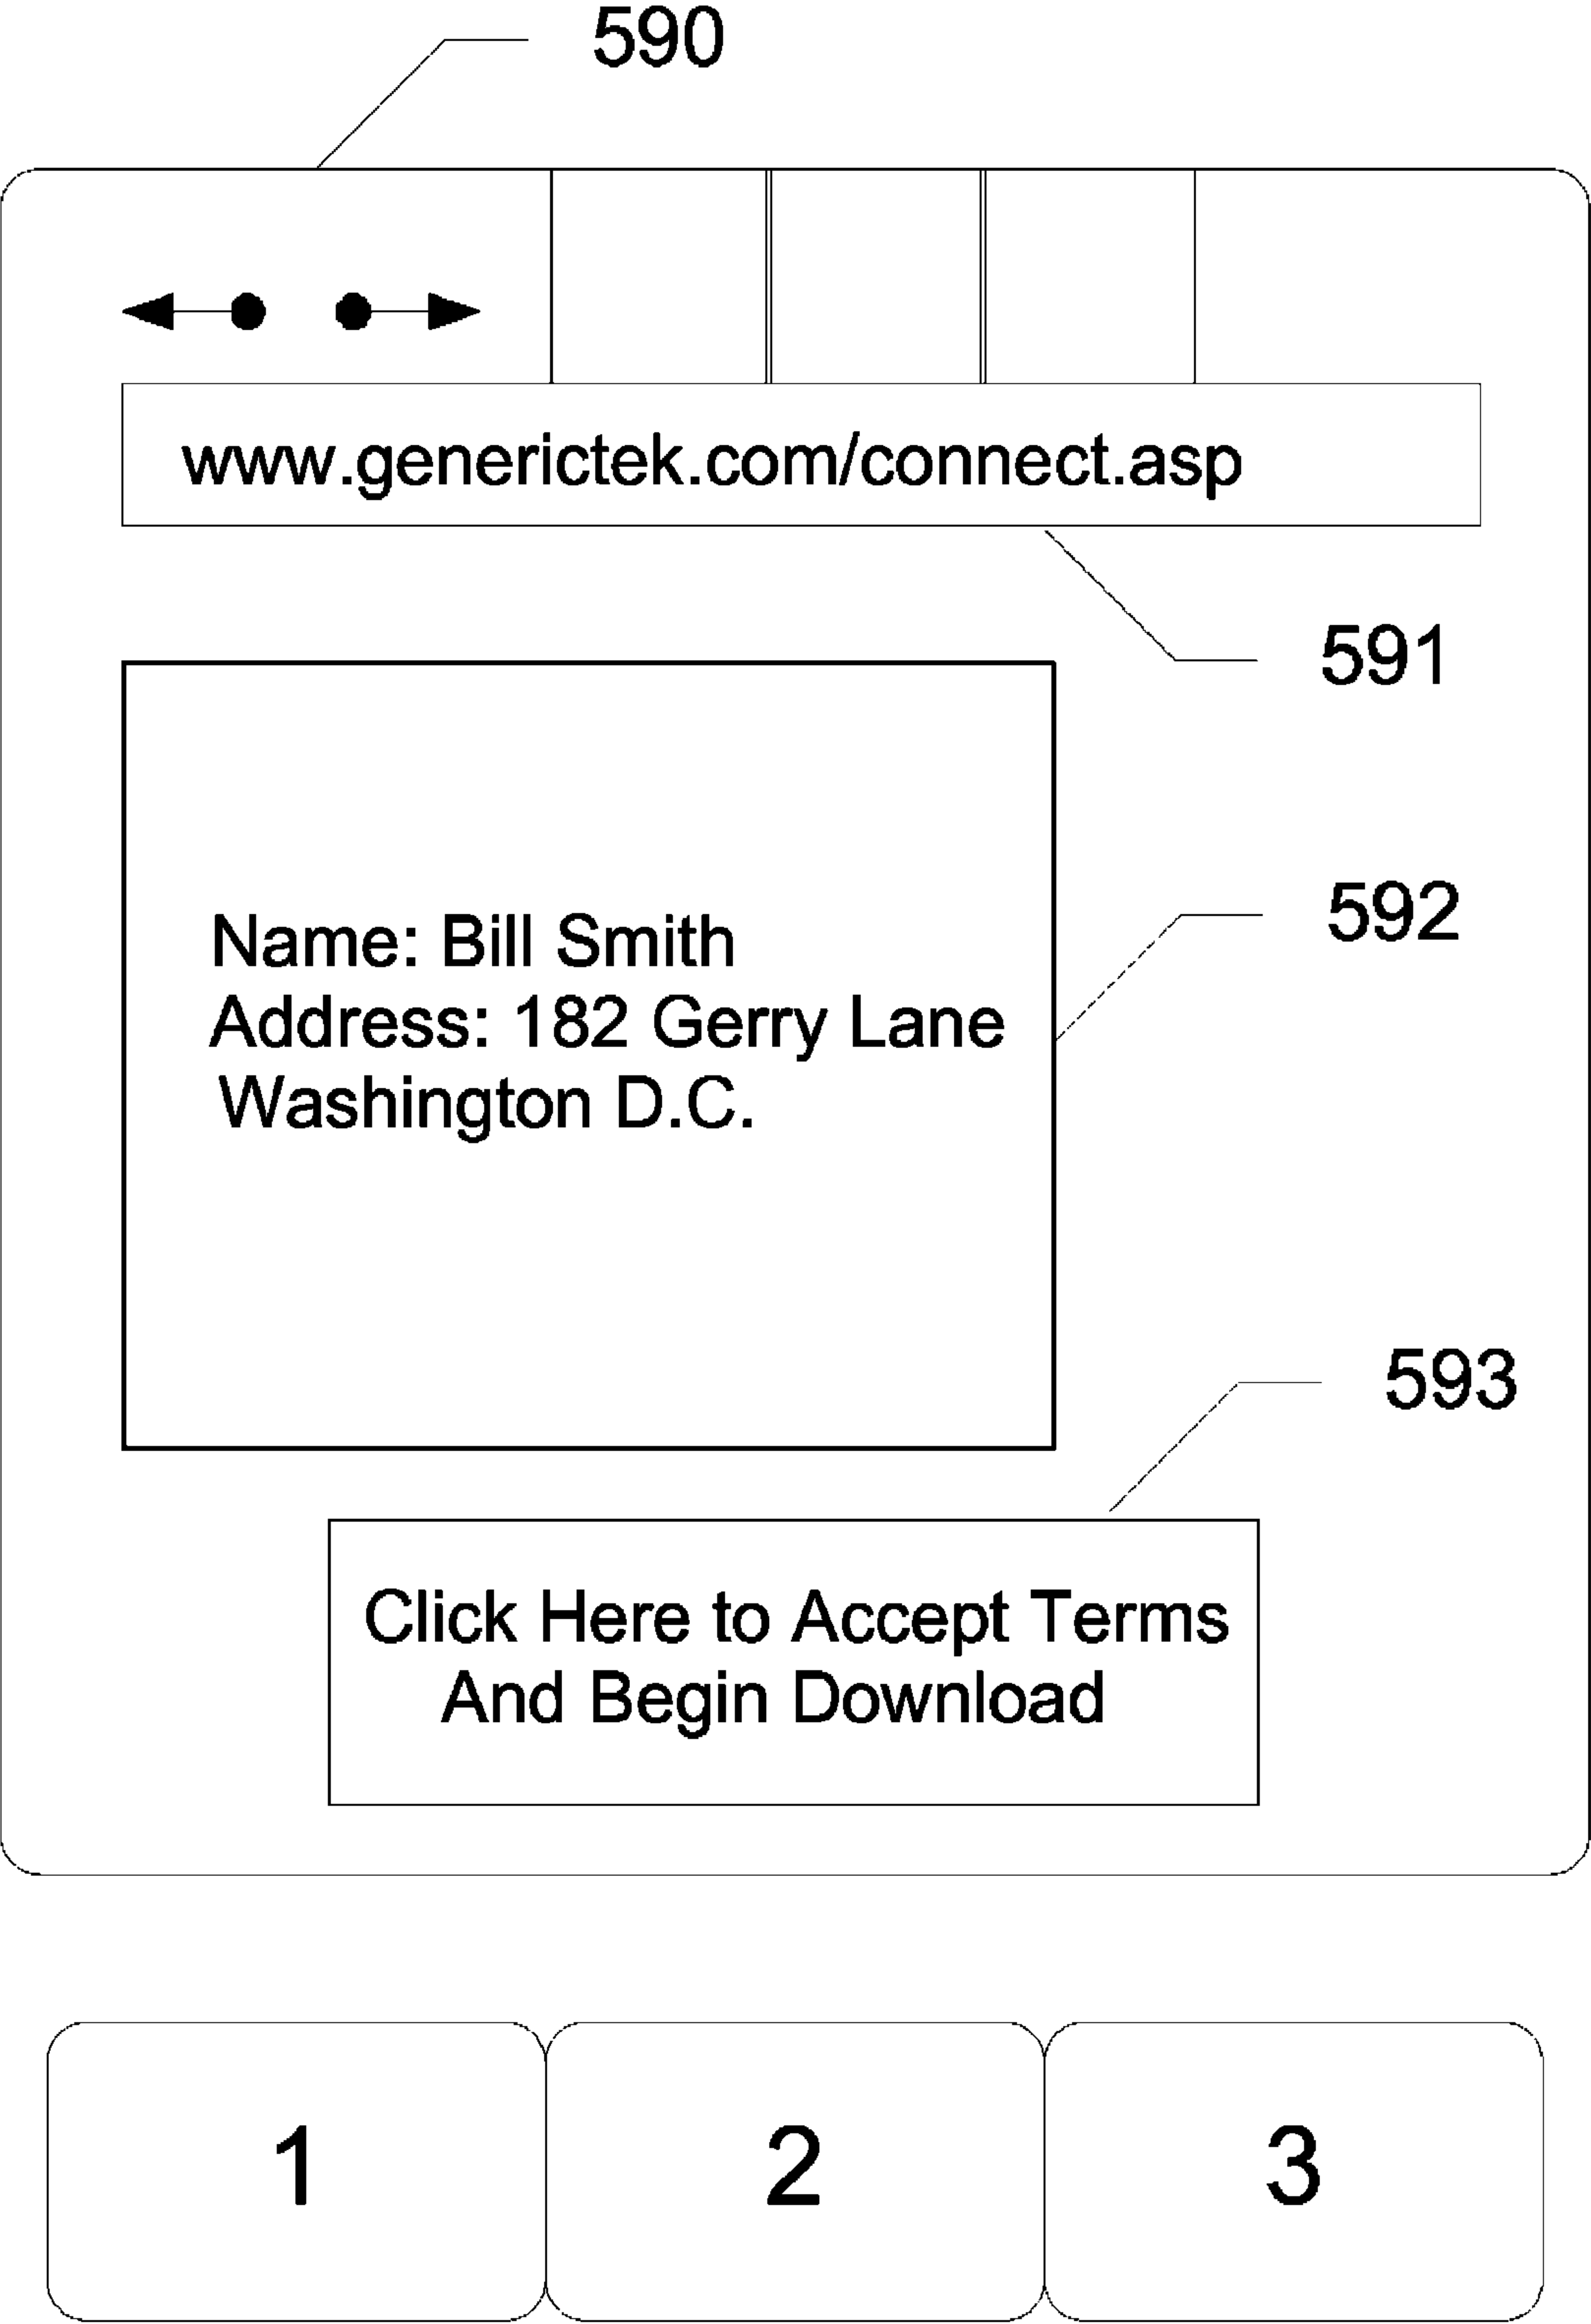 590
www.generictek.com/connect.asp
591
592
Name: Bill Smith
Address: 182 Gerry Lane
Washington D.C.
593
Click Here to Accept Terms
And Begin Download
1 2 3